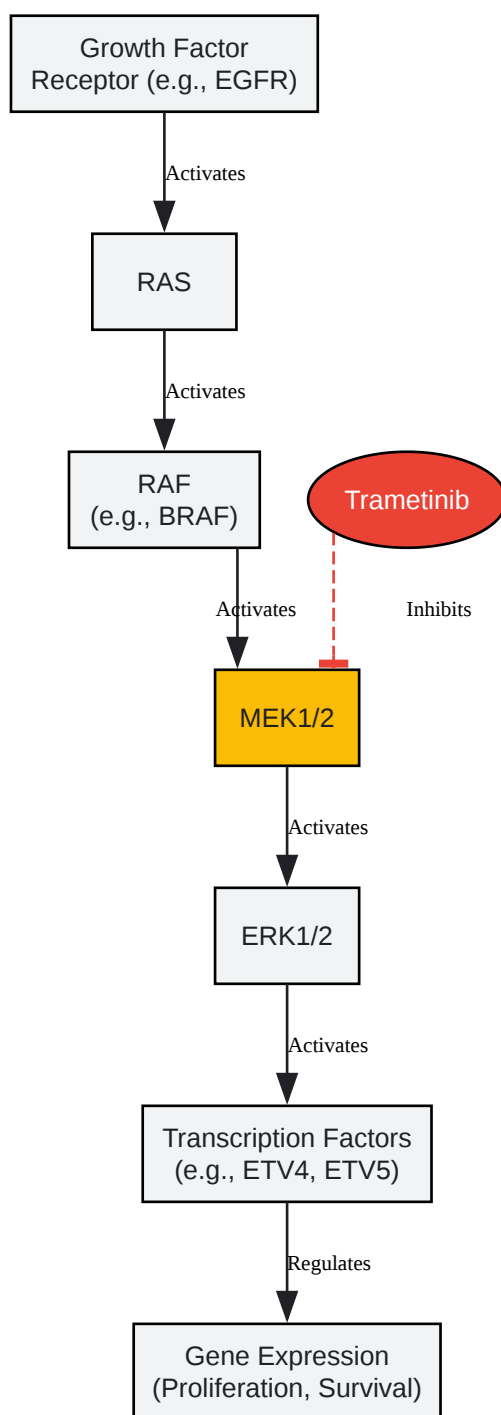 Growth Factor
Receptor (e.g., EGFR)
Activates
RAS
Activates
RAF
(e.g., BRAF)
Trametinib
Activates
Inhibits
MEK1/2
Activates
ERK1/2
Activates
Transcription Factors
(e.g., ETV4, ETV5)
Regulates
Gene Expression
(Proliferation, Survival)